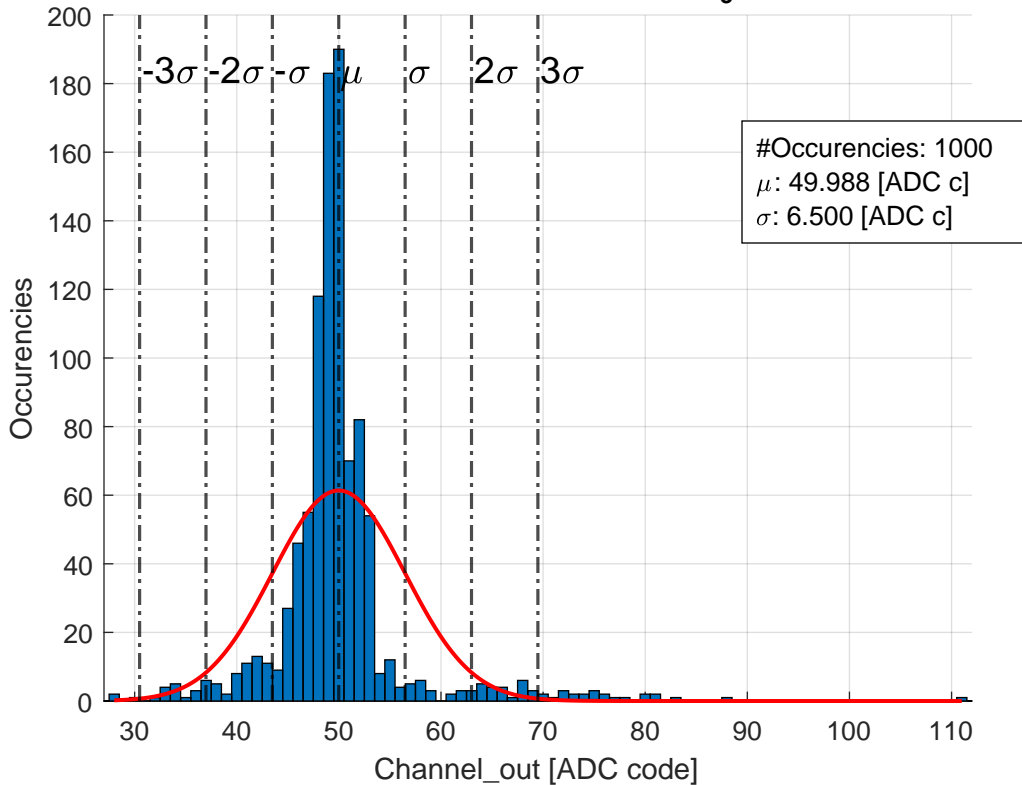 200
180
160
140
120
100
80
60
40
20
0
-3σ -2σ -σ μ σ 2σ 3σ
#Occurencies: 1000
μ: 49.988 [ADC c]
σ: 6.500 [ADC c]
Occurencies
30 40 50 60 70 80 90 100 110
Channel_out [ADC code]